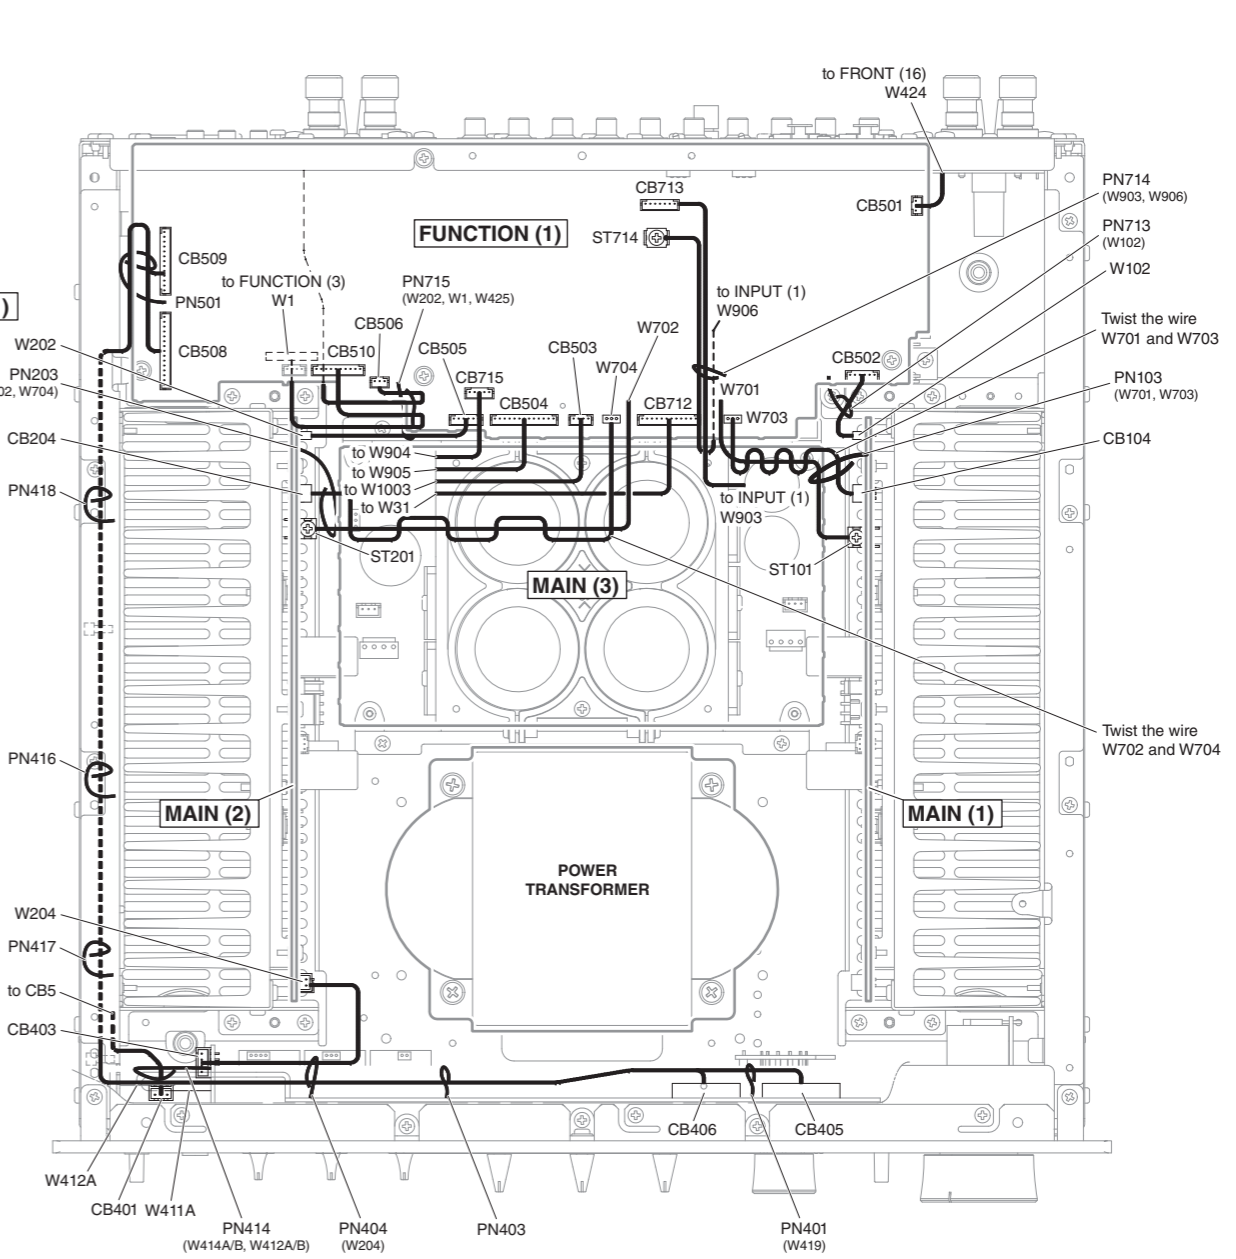 to FRONT (16)
W424
CB713
CB501
PN714
(W903, W906)
FUNCTION (1)
ST714
PN713
(W102)
CB509
W102
to FUNCTION (3)
W1
PN715
(W202, W1, W425)
to INPUT (1)
W906
PN501
)
CB506
W702
Twist the wire
W701 and W703
W202
CB508
CB510
CB505
CB503
W704
CB502
PN203
02, W704)
CB715
W701
PN103
(W701, W703)
CB504
CB712
W703
CB204
CB104
to W904
to W905
PN418
to W1003
to W31
to INPUT (1)
W903
ST201
ST101
MAIN (3)
Twist the wire
W702 and W704
PN416
MAIN (2)
MAIN (1)
POWER
TRANSFORMER
W204
PN417
to CB5
CB403
CB406
CB405
W412A
CB401
W411A
PN414
(W414A/B, W412A/B)
PN404
(W204)
PN403
PN401
(W419)